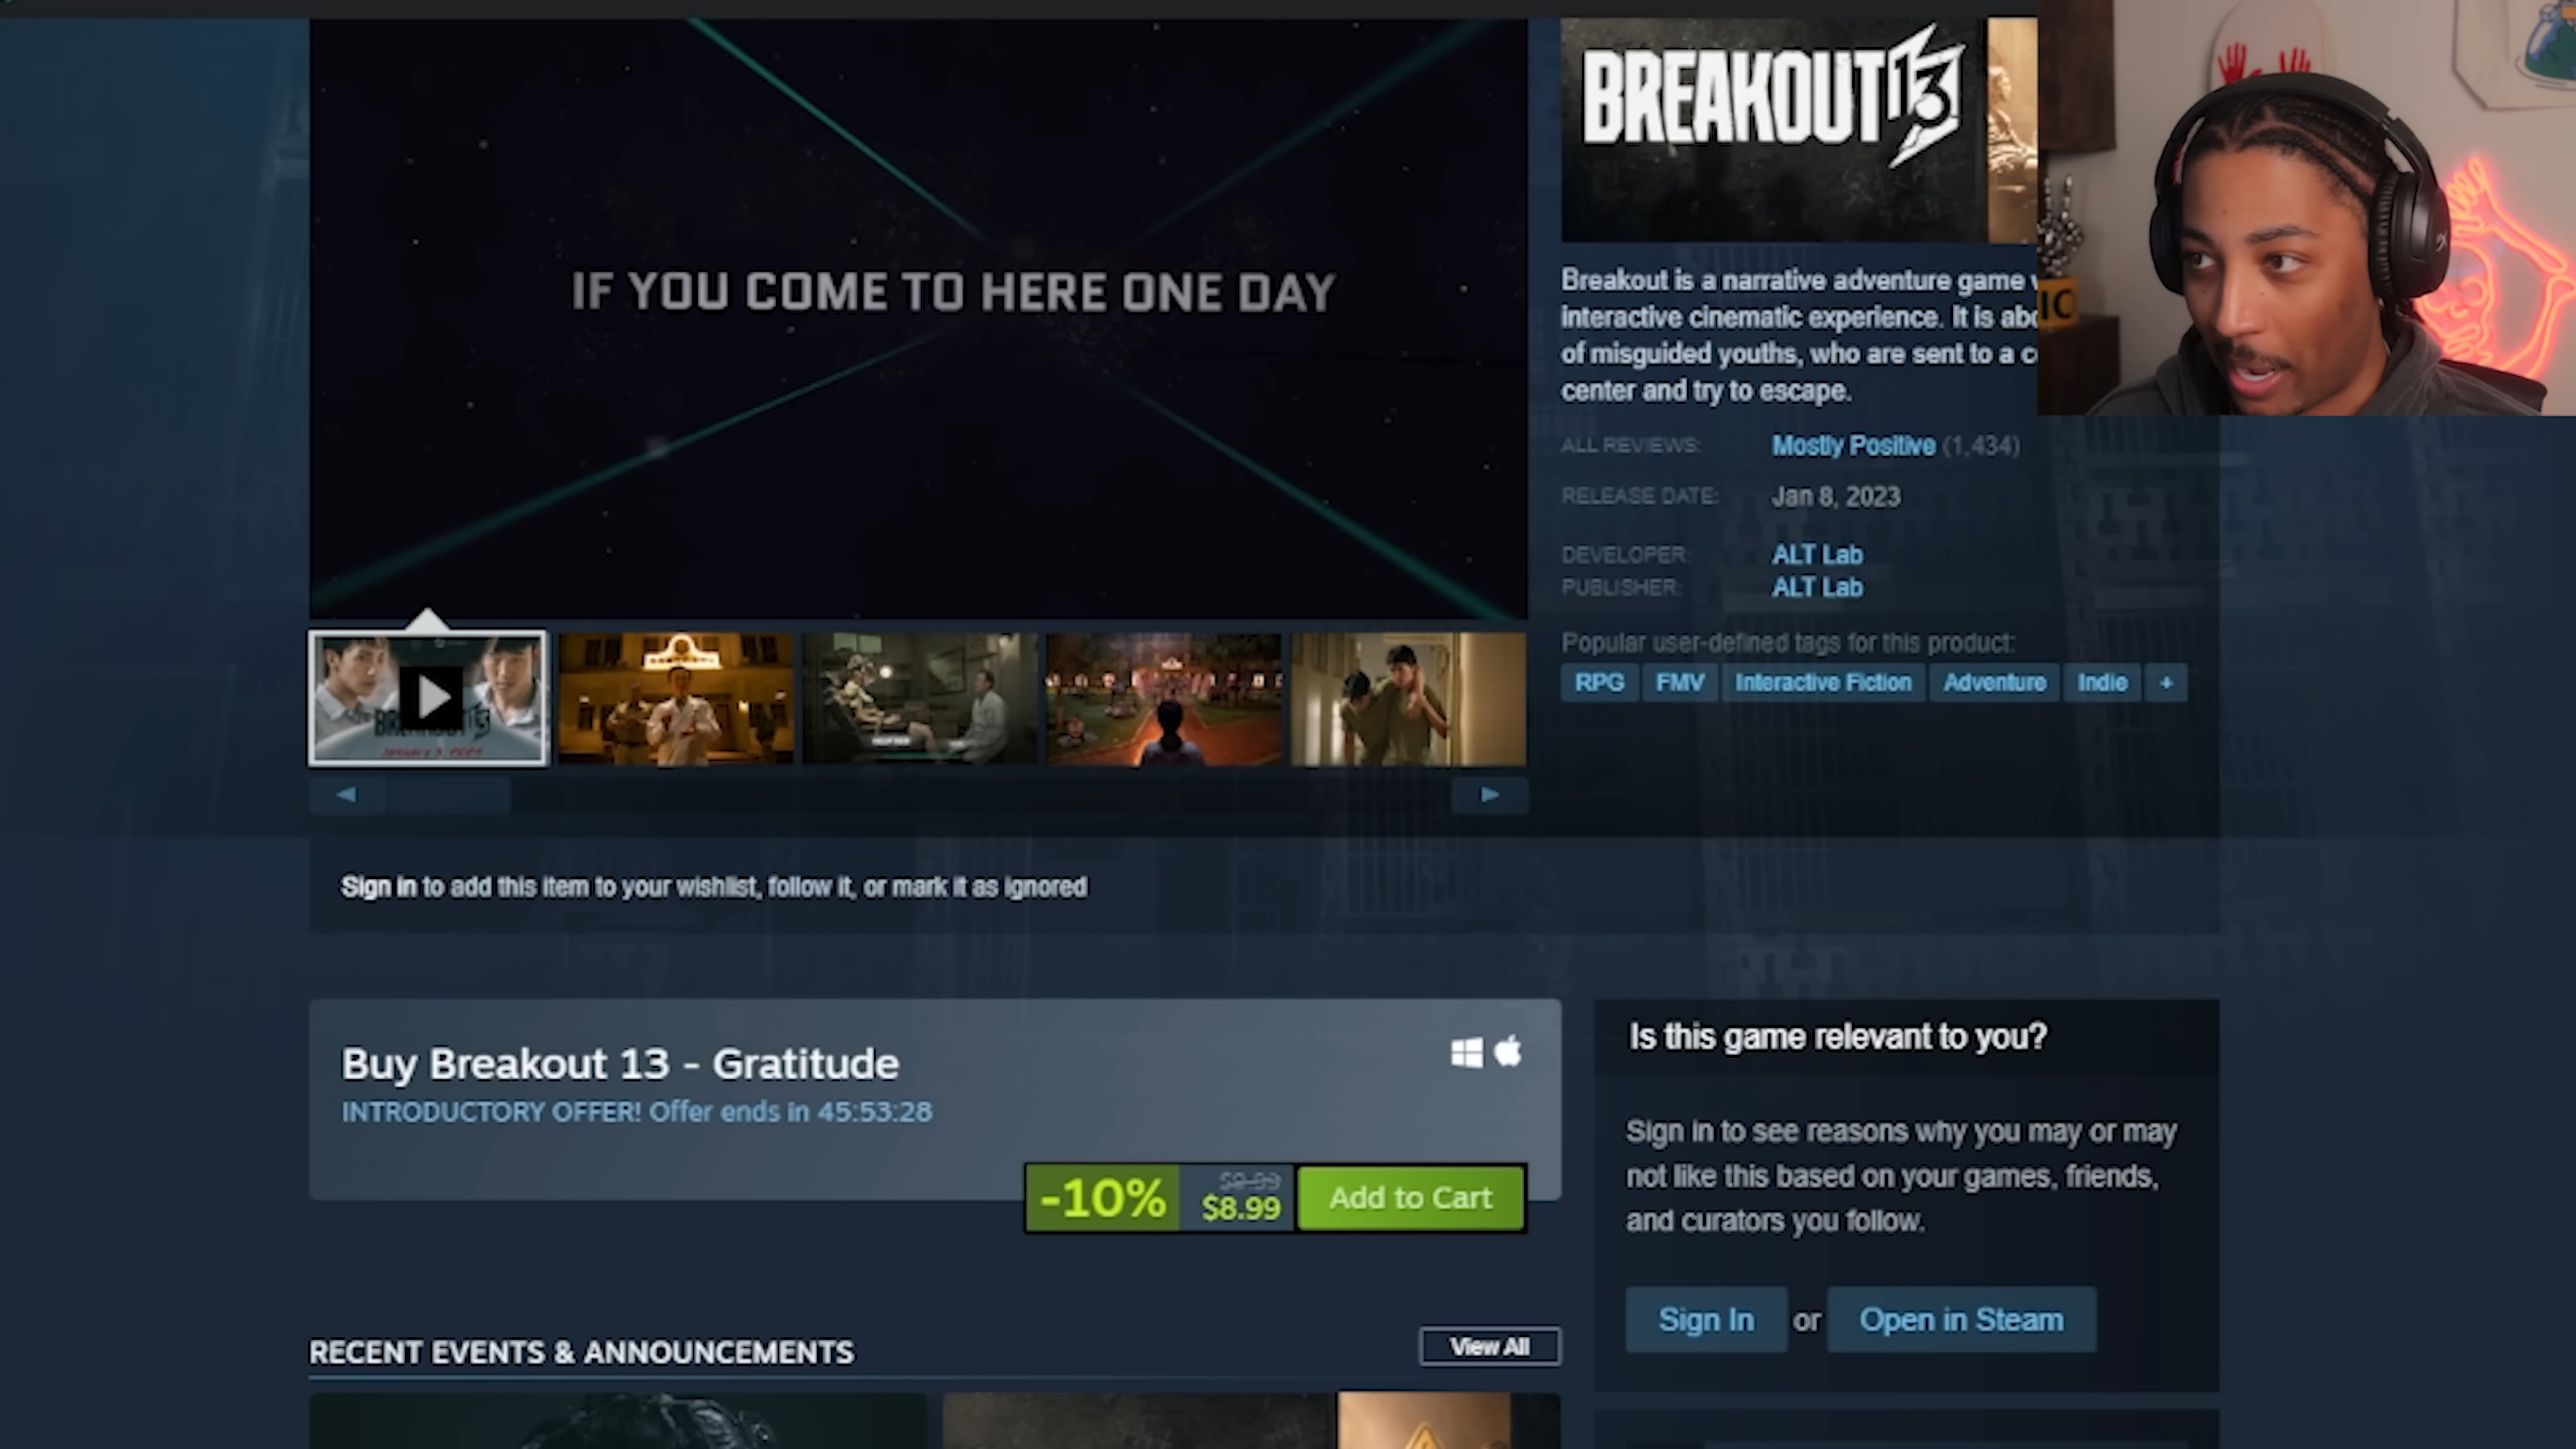 IF YOU COME TO HERE ONE DAY
BREAKOUT 13
Breakout is a narrative adventure game
interactive cinematic experience. It is
of misguided youths, who are sent to a
center and try to escape.
ALL REVIEWS: Mostly Positive (1,434)
RELEASE DATE: Jan 8, 2023
DEVELOPER: ALT Lab
PUBLISHER: ALT Lab
Popular user-defined tags for this product:
RPG FMV Interactive Fiction Adventure Indie +
BREAKOUT 13
Sign in to add this item to your wishlist, follow it, or mark it as ignored
Buy Breakout 13 - Gratitude
INTRODUCTORY OFFER! Offer ends in 45:53:28
-10% $9.99 $8.99 Add to Cart
Is this game relevant to you?
Sign in to see reasons why you may or may
not like this based on your games, friends,
and curators you follow.
Sign In or Open in Steam
RECENT EVENTS & ANNOUNCEMENTS
View All